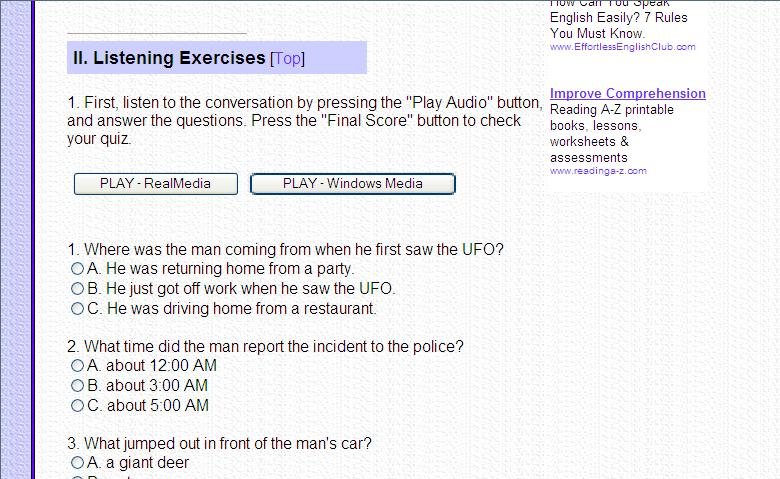 How Can You Speak
English Easily? 7 Rules
You Must Know.
www.EffortlessEnglishClub.com
II. Listening Exercises [Top]
Improve Comprehension
Reading A-Z printable
books, lessons,
worksheets &
assessments
www.readinga-z.com
1. First, listen to the conversation by pressing the "Play Audio" button,
and answer the questions. Press the "Final Score" button to check
your quiz.
PLAY - RealMedia PLAY - Windows Media
1. Where was the man coming from when he first saw the UFO?
A. He was returning home from a party.
B. He just got off work when he saw the UFO.
C. He was driving home from a restaurant.
2. What time did the man report the incident to the police?
A. about 12:00 AM
B. about 3:00 AM
C. about 5:00 AM
3. What jumped out in front of the man's car?
A. a giant deer